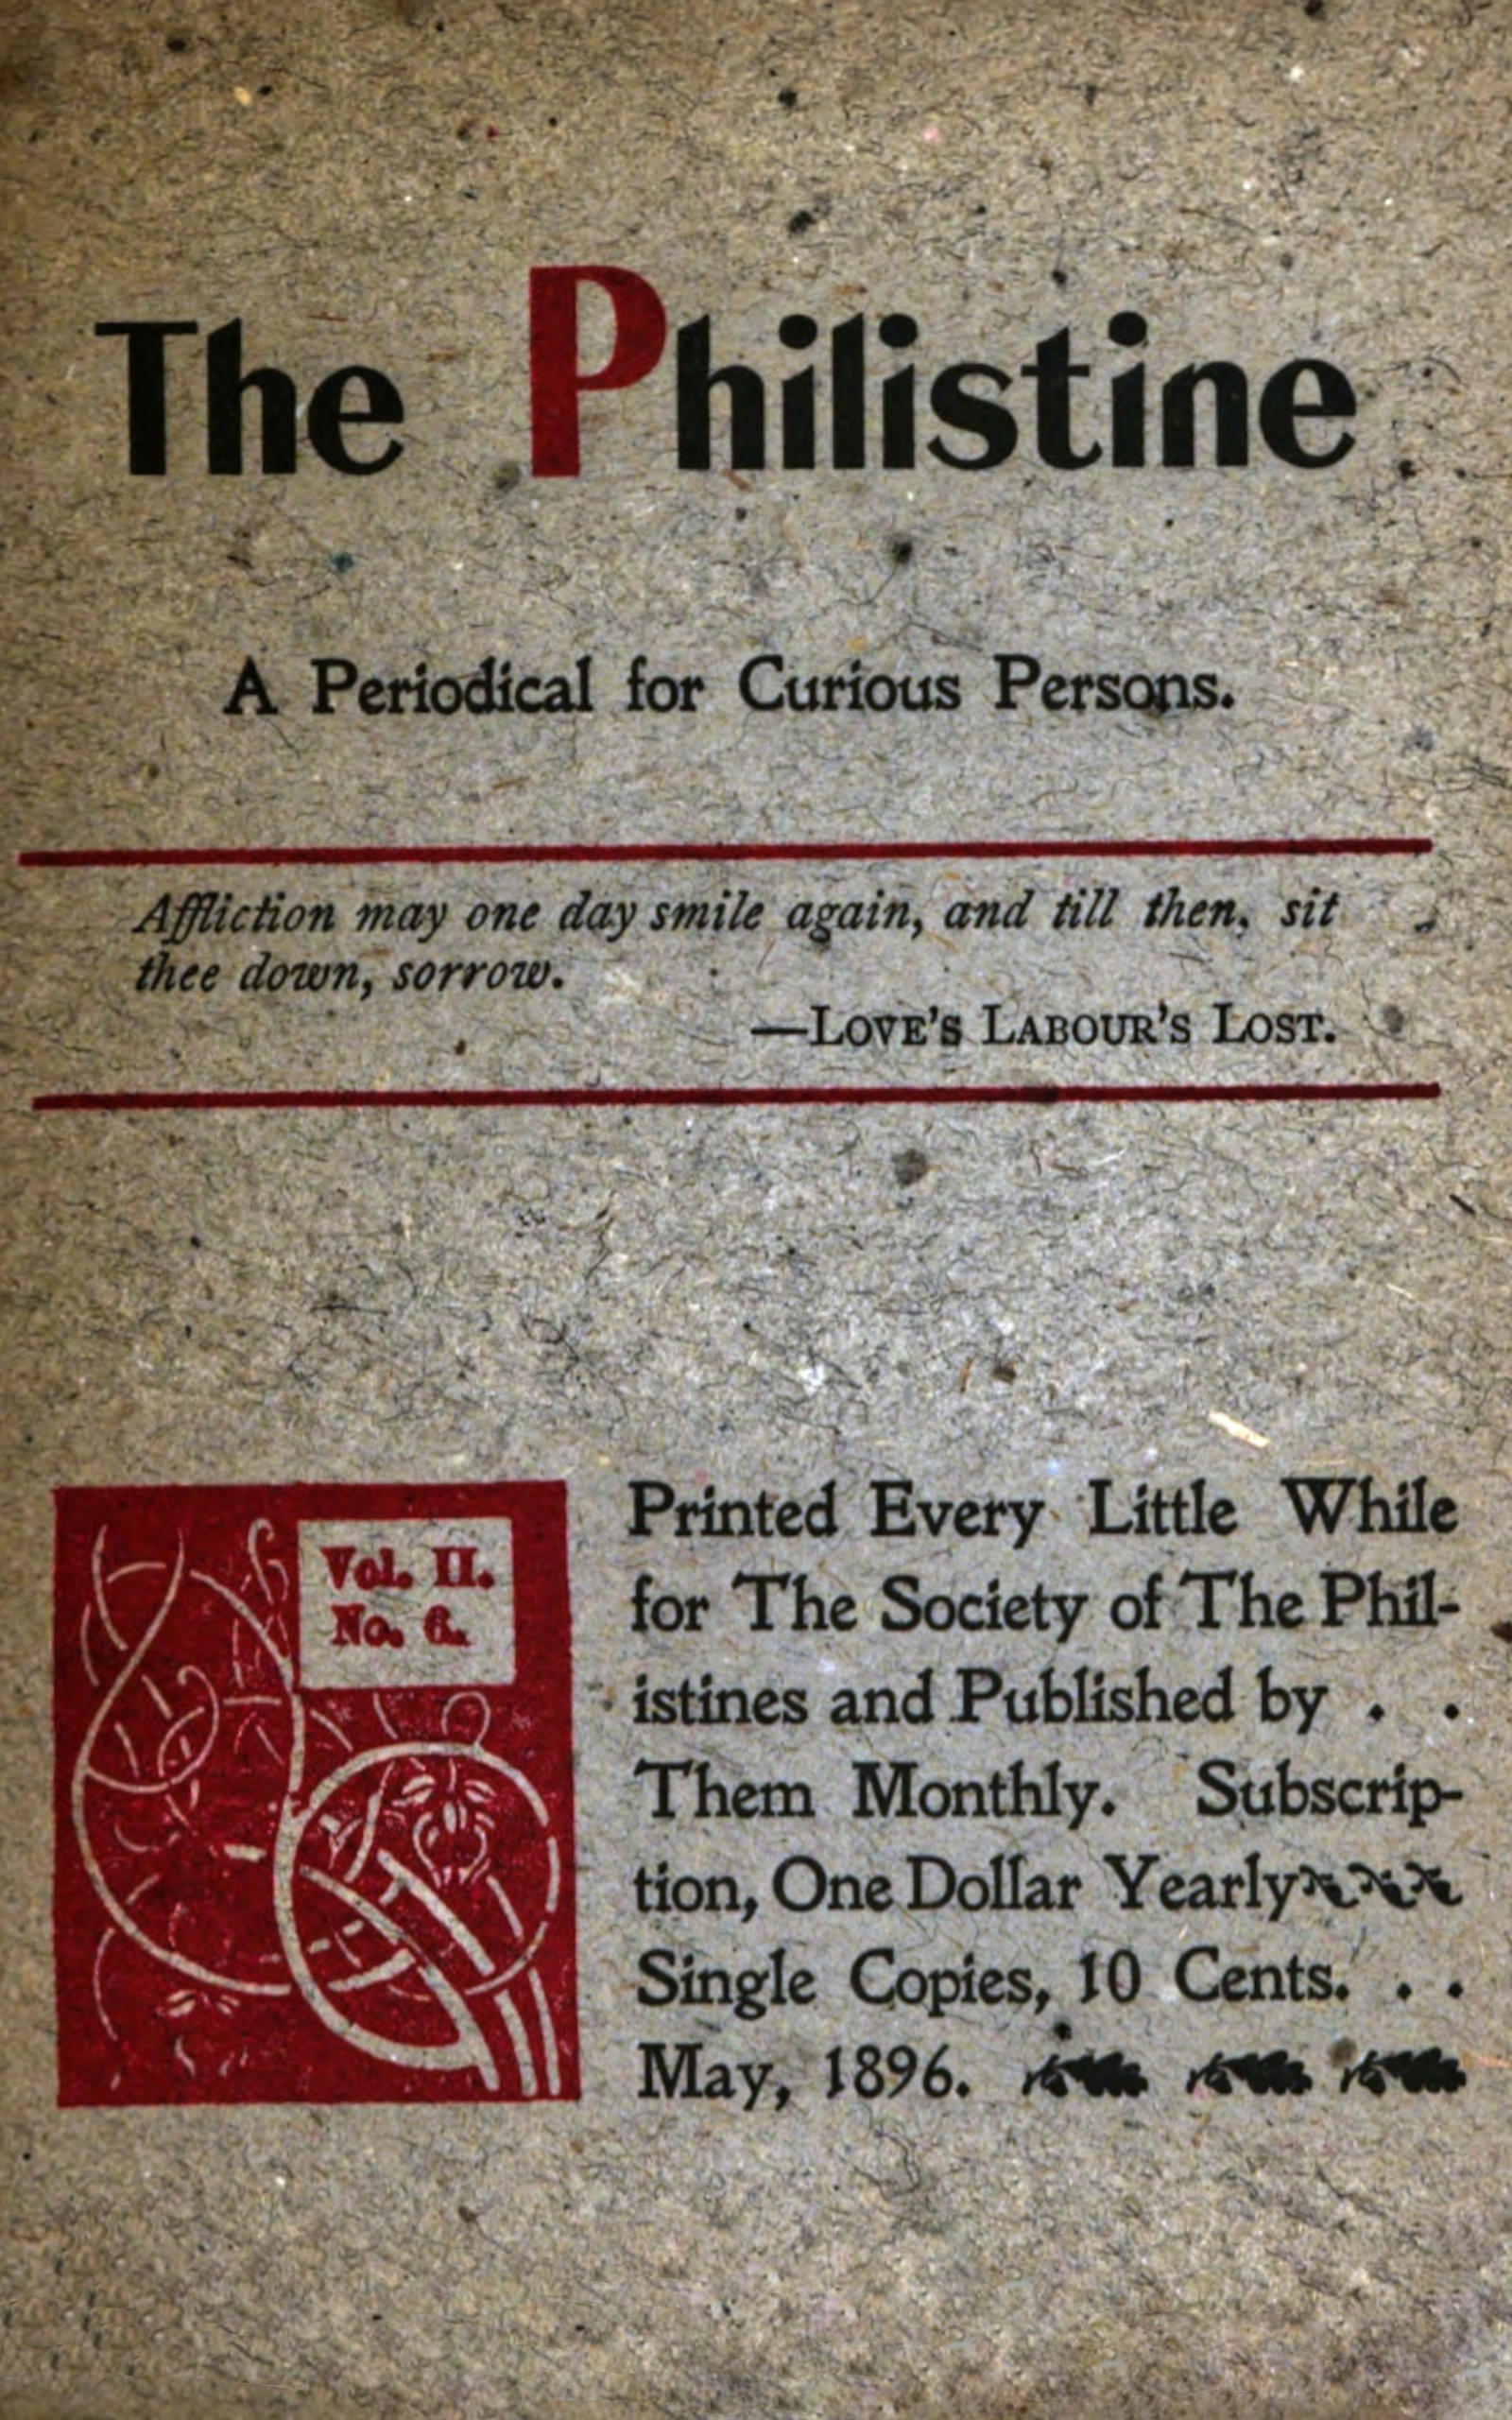 The Philistine
A Periodical for Curious Persons.
Affliction may one day smile again, and till then, sit
thee down, sorrow.
—LOVE'S LABOUR'S LOST.
Vol. II.
No. 6.
Printed Every Little While
for The Society of The Phil-
istines and Published by . .
Them Monthly. Subscrip-
tion, One Dollar Yearly
Single Copies, 10 Cents. . .
May, 1896.